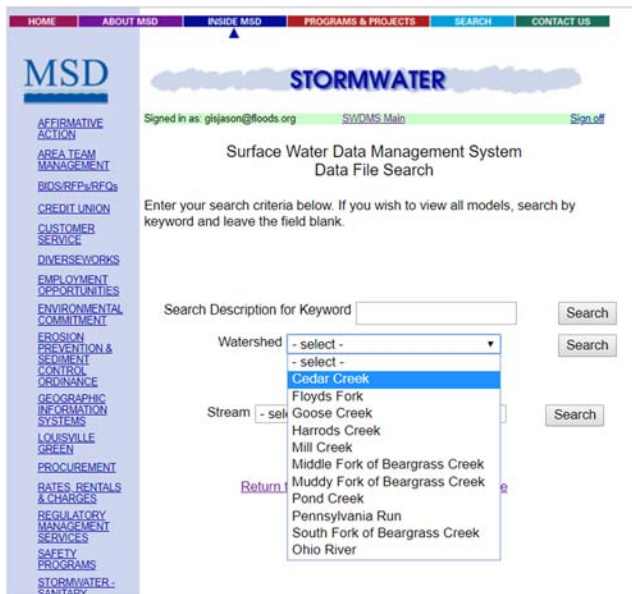 HOME ABOUT MSD INSIDE MSD PROGRAMS & PROJECTS SEARCH CONTACT US
MSD
STORMWATER
Signed in as: gisjason@floods.org SWDMS Main Sign off
Surface Water Data Management System
Data File Search
Enter your search criteria below. If you wish to view all models, search by
keyword and leave the field blank.
Search Description for Keyword Search
Watershed - select - Search
- select -
Cedar Creek
Floyds Fork
Stream - sele Goose Creek Search
Harrods Creek
Mill Creek
Middle Fork of Beargrass Creek
Muddy Fork of Beargrass Creek
Return t e
Pond Creek
Pennsylvania Run
South Fork of Beargrass Creek
Ohio River
AFFIRMATIVE
ACTION
AREA TEAM
MANAGEMENT
BIDS/RFPs/RFQs
CREDIT UNION
CUSTOMER
SERVICE
DIVERSEWORKS
EMPLOYMENT
OPPORTUNITIES
ENVIRONMENTAL
COMMITMENT
EROSION
PREVENTION &
SEDIMENT
CONTROL
ORDINANCE
GEOGRAPHIC
INFORMATION
SYSTEMS
LOUISVILLE
GREEN
PROCUREMENT
RATES, RENTALS
& CHARGES
REGULATORY
MANAGEMENT
SERVICES
SAFETY
PROGRAMS
STORMWATER -
SANITARY